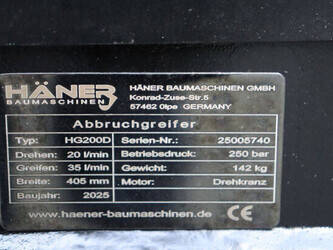 HÄNER
BAUMASCHINEN
HÄNER BAUMASCHINEN GMBH
Konrad-Zuse-Str.5
57462 Olpe GERMANY
Abbruchgreifer
Typ: HG200D Serien-Nr.: 25005740
Drehen: 20 l/min Betriebsdruck: 250 bar
Greifen: 35 l/min Gewicht: 142 kg
Breite: 405 mm Motor: Drehkranz
Baujahr: 2025
www.haener-baumaschinen.de CE